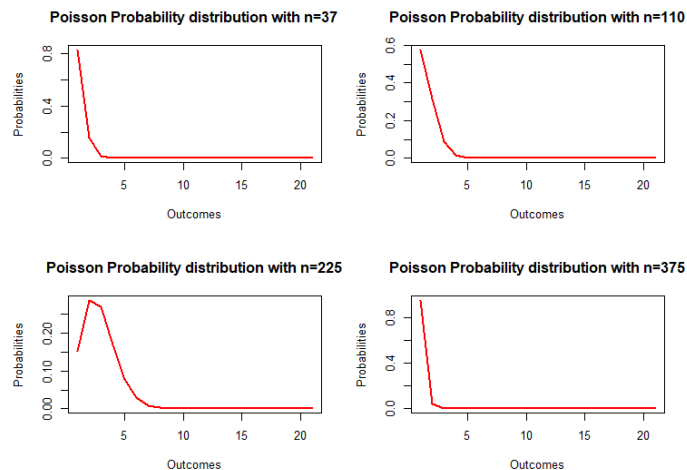 Poisson Probability distribution with n=37
Probabilities
0.0 0.4 0.8
5 10 15 20
Outcomes
Poisson Probability distribution with n=110
Probabilities
0.0 0.2 0.4 0.6
5 10 15 20
Outcomes
Poisson Probability distribution with n=225
Probabilities
0.00 0.10 0.20
5 10 15 20
Outcomes
Poisson Probability distribution with n=375
Probabilities
0.0 0.4 0.8
5 10 15 20
Outcomes